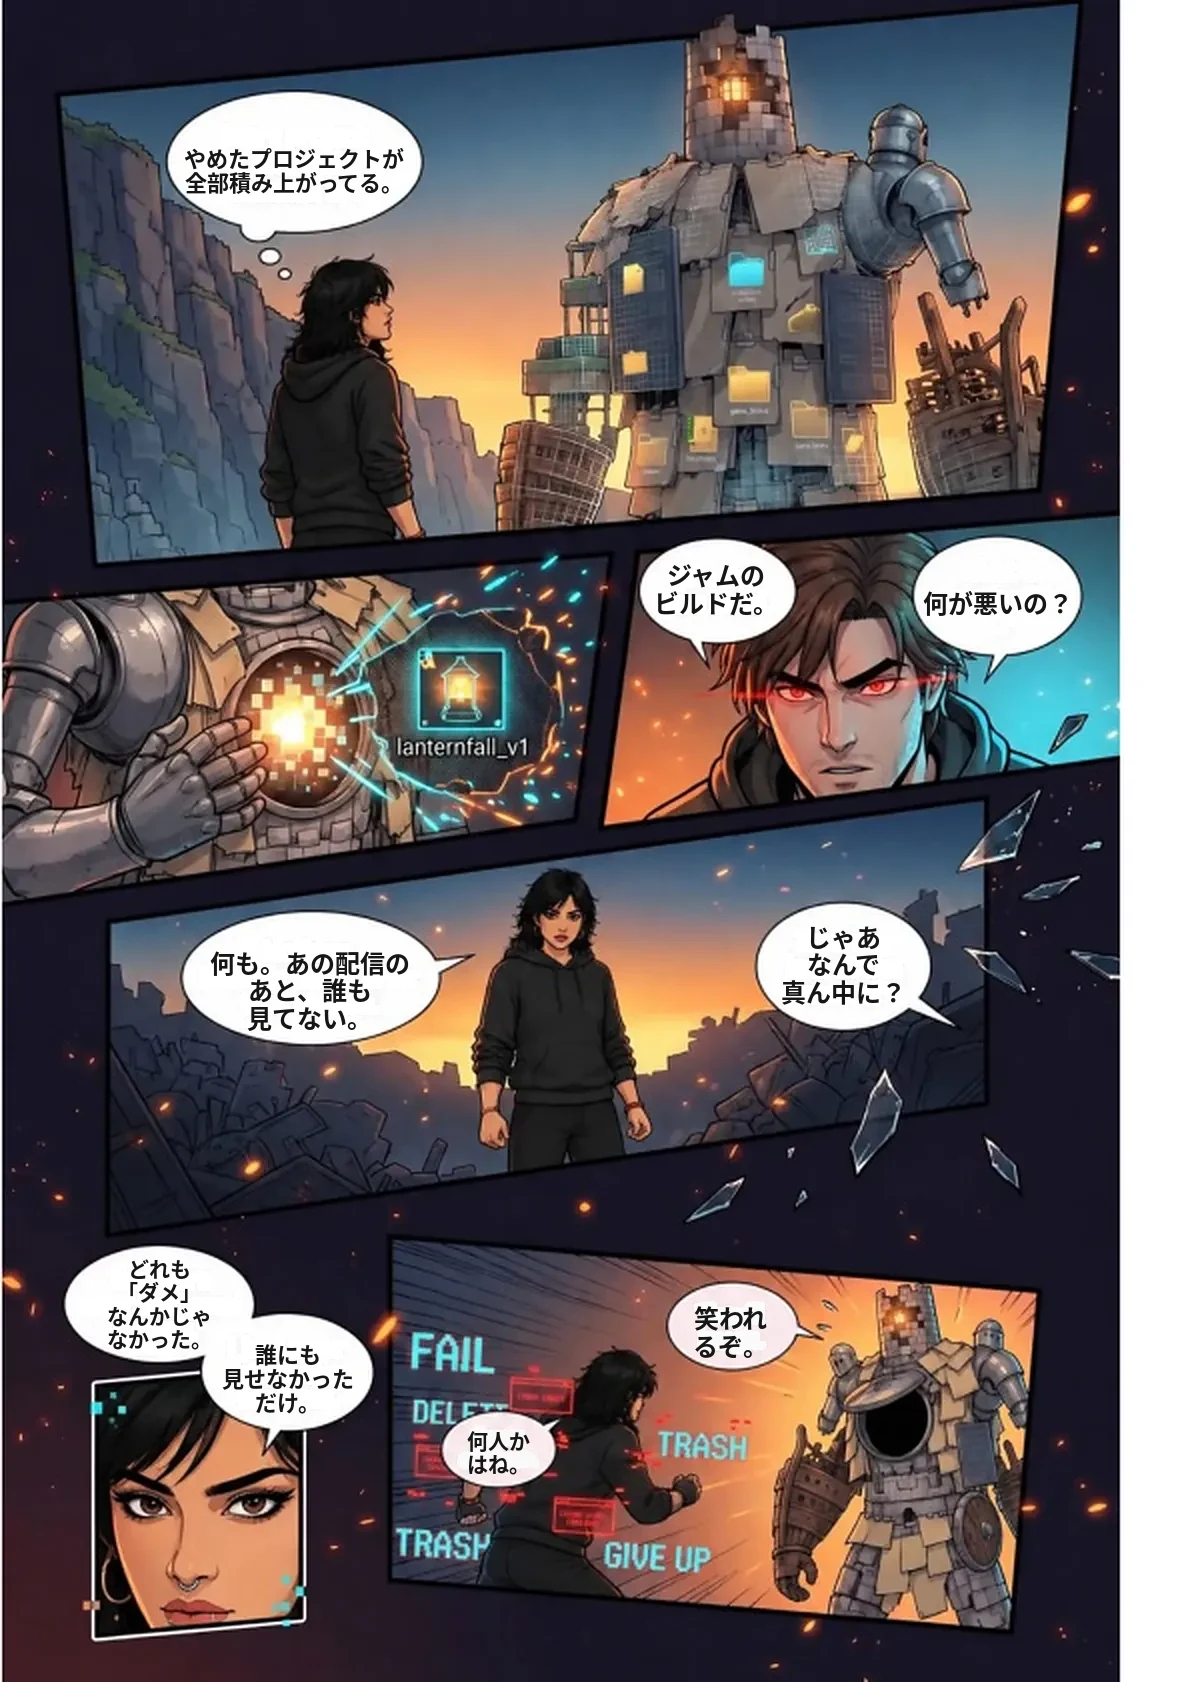 やめたプロジェクトが
全部積み上がってる。
lanternfall_v1
ジャムの
ビルドだ。
何が悪いの？
何も。あの配信の
あと、誰も
見てない。
じゃあ
なんで
真ん中に？
どれも
「ダメ」
なんかじゃ
なかった。
誰にも
見せなかった
だけ。
笑われ
るぞ。
FAIL
何人か
はね。
TRASH
TRASH
GIVE UP